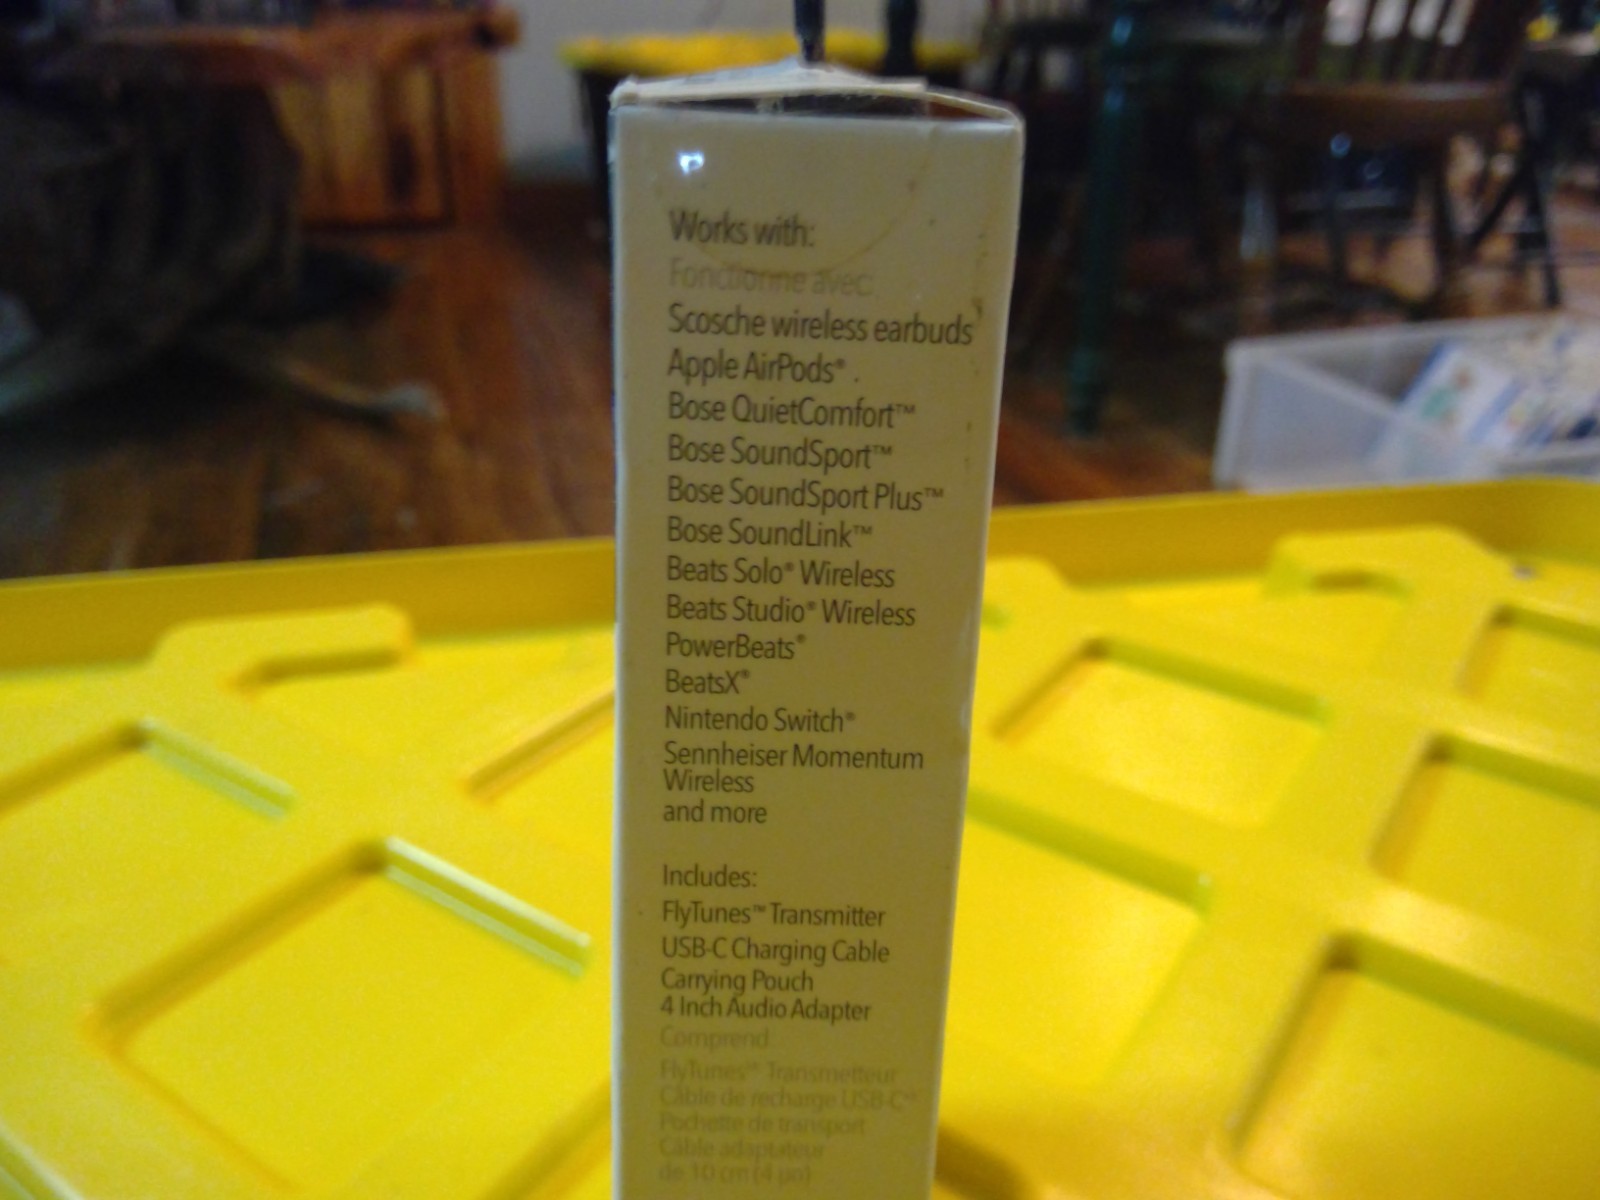 Works with:
Fonctionne avec:
Scosche wireless earbuds
Apple AirPods® .
Bose QuietComfort™
Bose SoundSport™
Bose SoundSport Plus™
Bose SoundLink™
Beats Solo® Wireless
Beats Studio® Wireless
PowerBeats®
BeatsX®
Nintendo Switch®
Sennheiser Momentum
Wireless
and more
Includes:
FlyTunes™ Transmitter
USB-C Charging Cable
Carrying Pouch
4 Inch Audio Adapter
Comprend:
FlyTunes™ Transmetteur
Câble de recharge USB-C™
Pochette de transport
Câble adaptateur
de 10 cm (4 po)